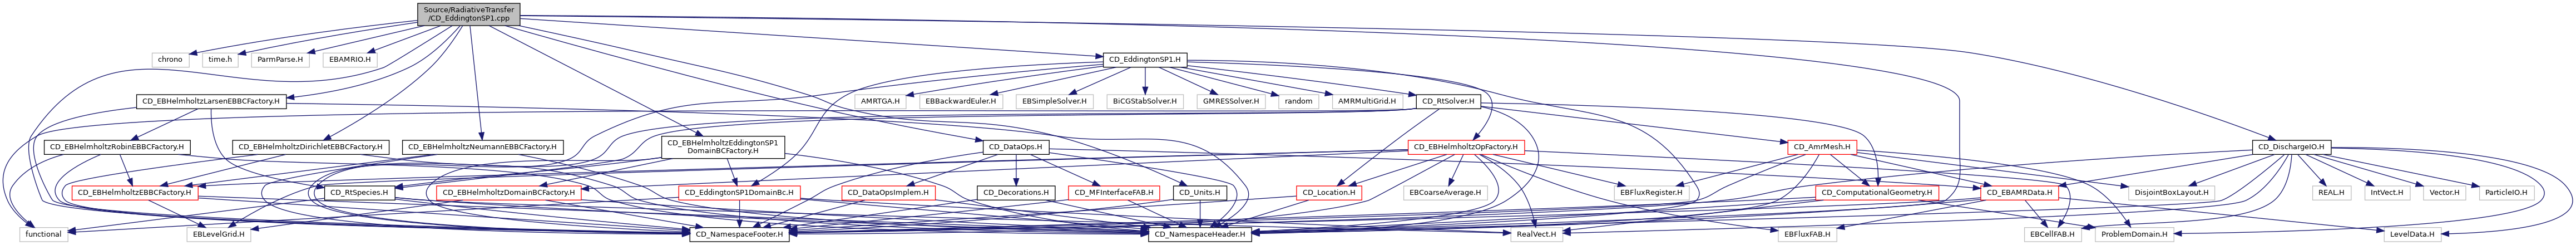 Source/RadiativeTransfer
/CD_EddingtonSP1.cpp
chrono
time.h
ParmParse.H
EBAMRIO.H
CD_EddingtonSP1.H
CD_EBHelmholtzLarsenEBBCFactory.H
AMRTGA.H
EBBackwardEuler.H
EBSimpleSolver.H
BiCGStabSolver.H
GMRESSolver.H
random
AMRMultiGrid.H
CD_RtSolver.H
CD_EBHelmholtzRobinEBBCFactory.H
CD_EBHelmholtzDirichletEBBCFactory.H
CD_EBHelmholtzNeumannEBBCFactory.H
CD_EBHelmholtzEddingtonSP1
DomainBCFactory.H
CD_DataOps.H
CD_EBHelmholtzOpFactory.H
CD_AmrMesh.H
CD_DischargeIO.H
CD_EBHelmholtzEBBCFactory.H
CD_RtSpecies.H
CD_EBHelmholtzDomainBCFactory.H
CD_EddingtonSP1DomainBc.H
CD_DataOpsImplem.H
CD_Decorations.H
CD_MFInterfaceFAB.H
CD_Units.H
CD_Location.H
EBCoarseAverage.H
EBFluxRegister.H
CD_ComputationalGeometry.H
CD_EBAMRData.H
DisjointBoxLayout.H
REAL.H
IntVect.H
Vector.H
ParticleIO.H
functional
EBLevelGrid.H
CD_NamespaceFooter.H
CD_NamespaceHeader.H
RealVect.H
EBFluxFAB.H
EBCellFAB.H
ProblemDomain.H
LevelData.H